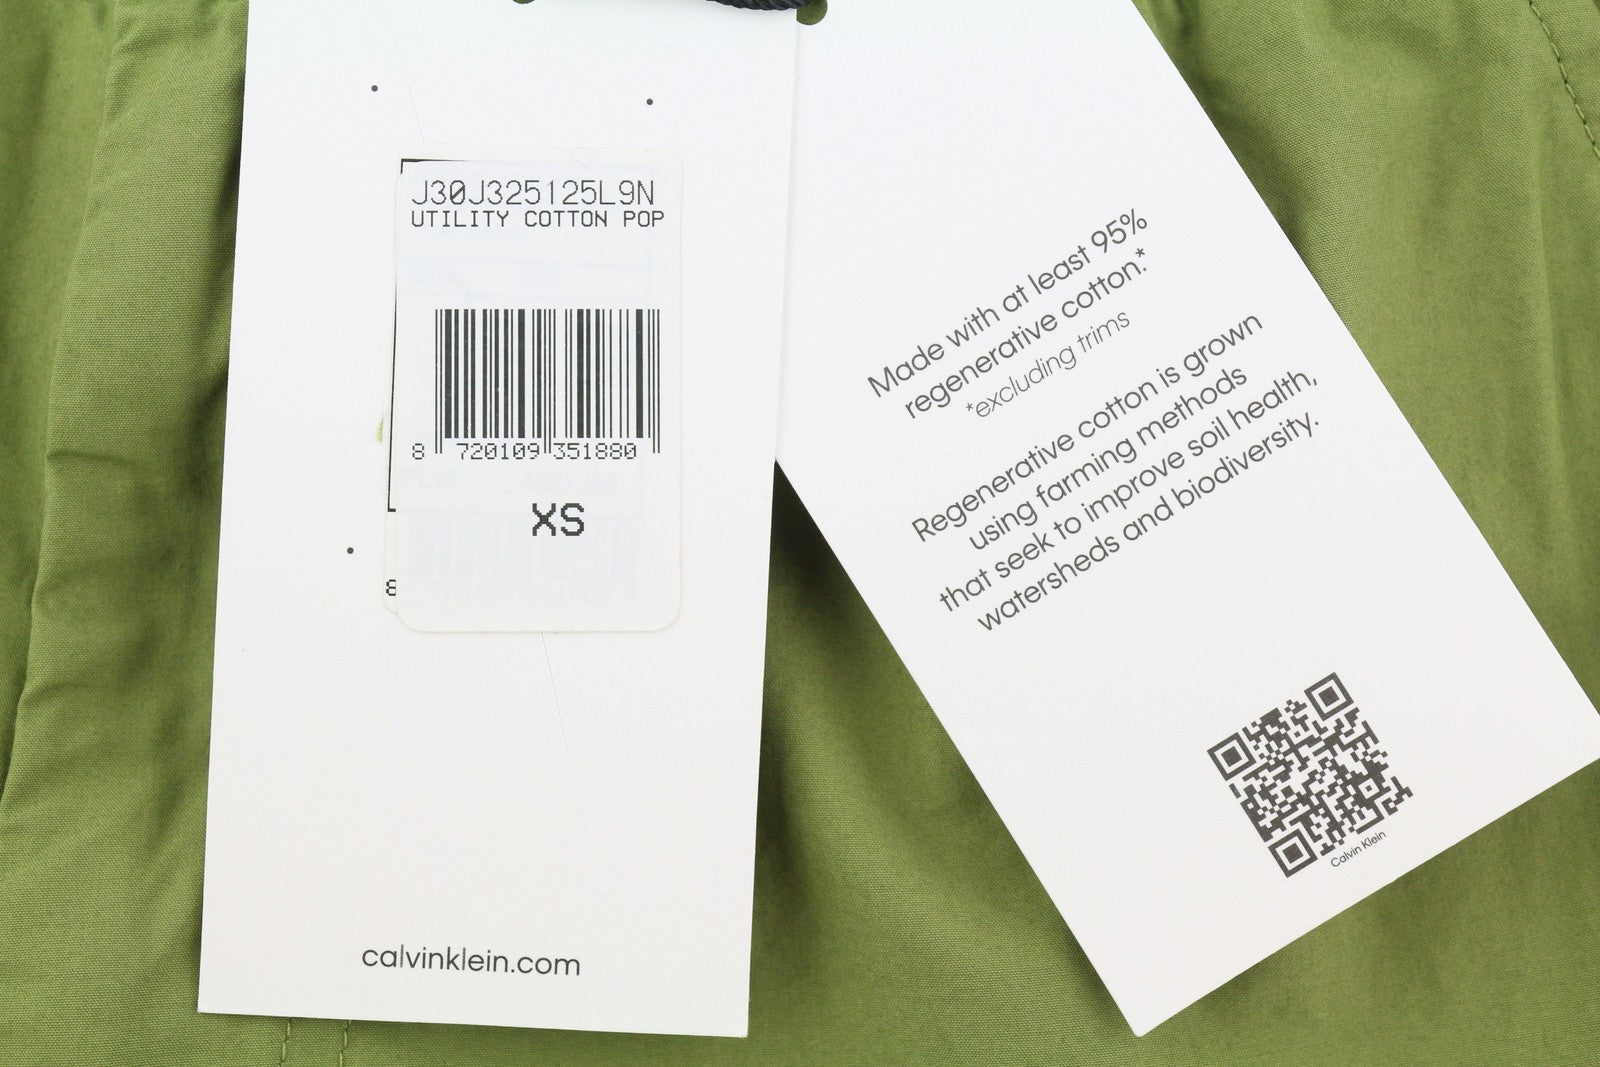 J30J325125L9N
UTILITY COTTON POP
8 720109 351880
XS
8
calvinklein.com
Made with at least 95%
regenerative cotton.*
*excluding trims
Regenerative cotton is grown
using farming methods
that seek to improve soil health,
watersheds and biodiversity.
Calvin Klein